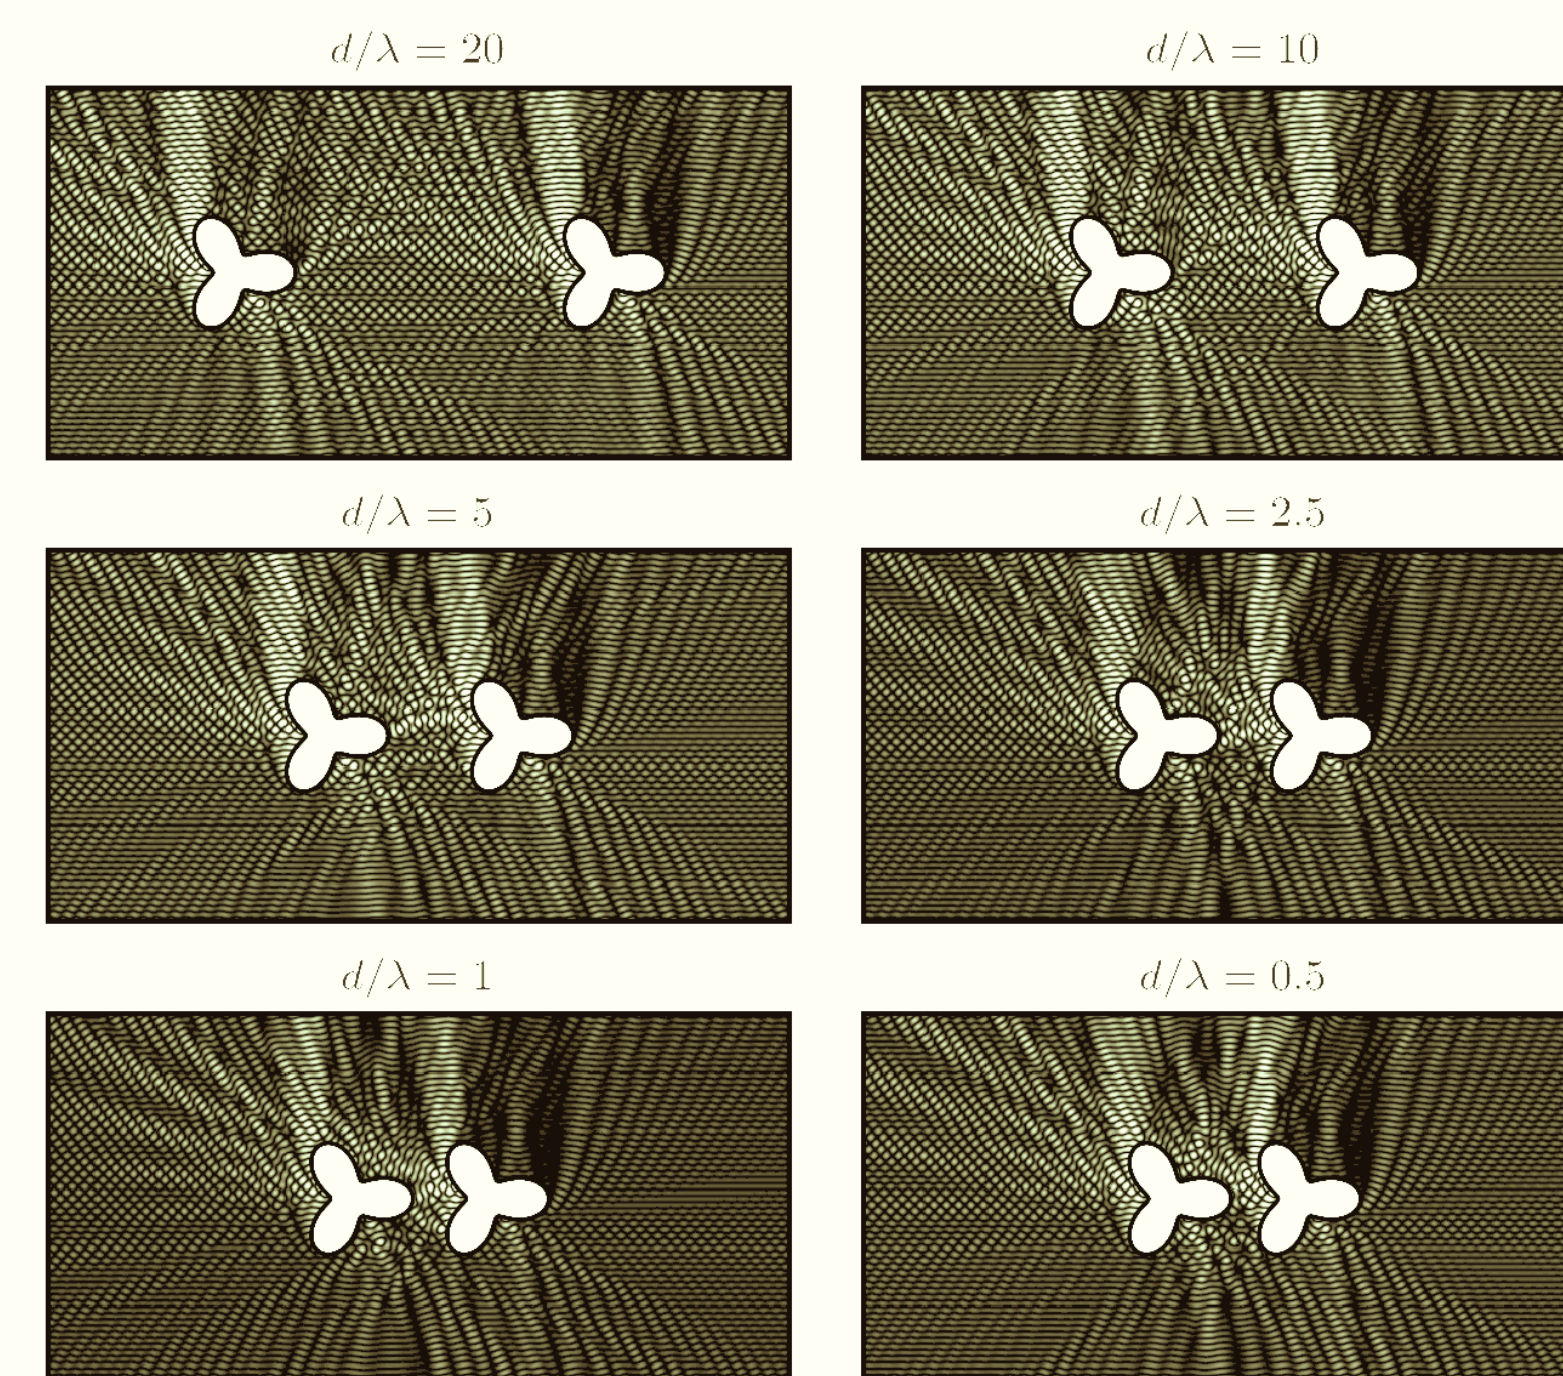 d/λ = 20
d/λ = 10
d/λ = 5
d/λ = 2.5
d/λ = 1
d/λ = 0.5